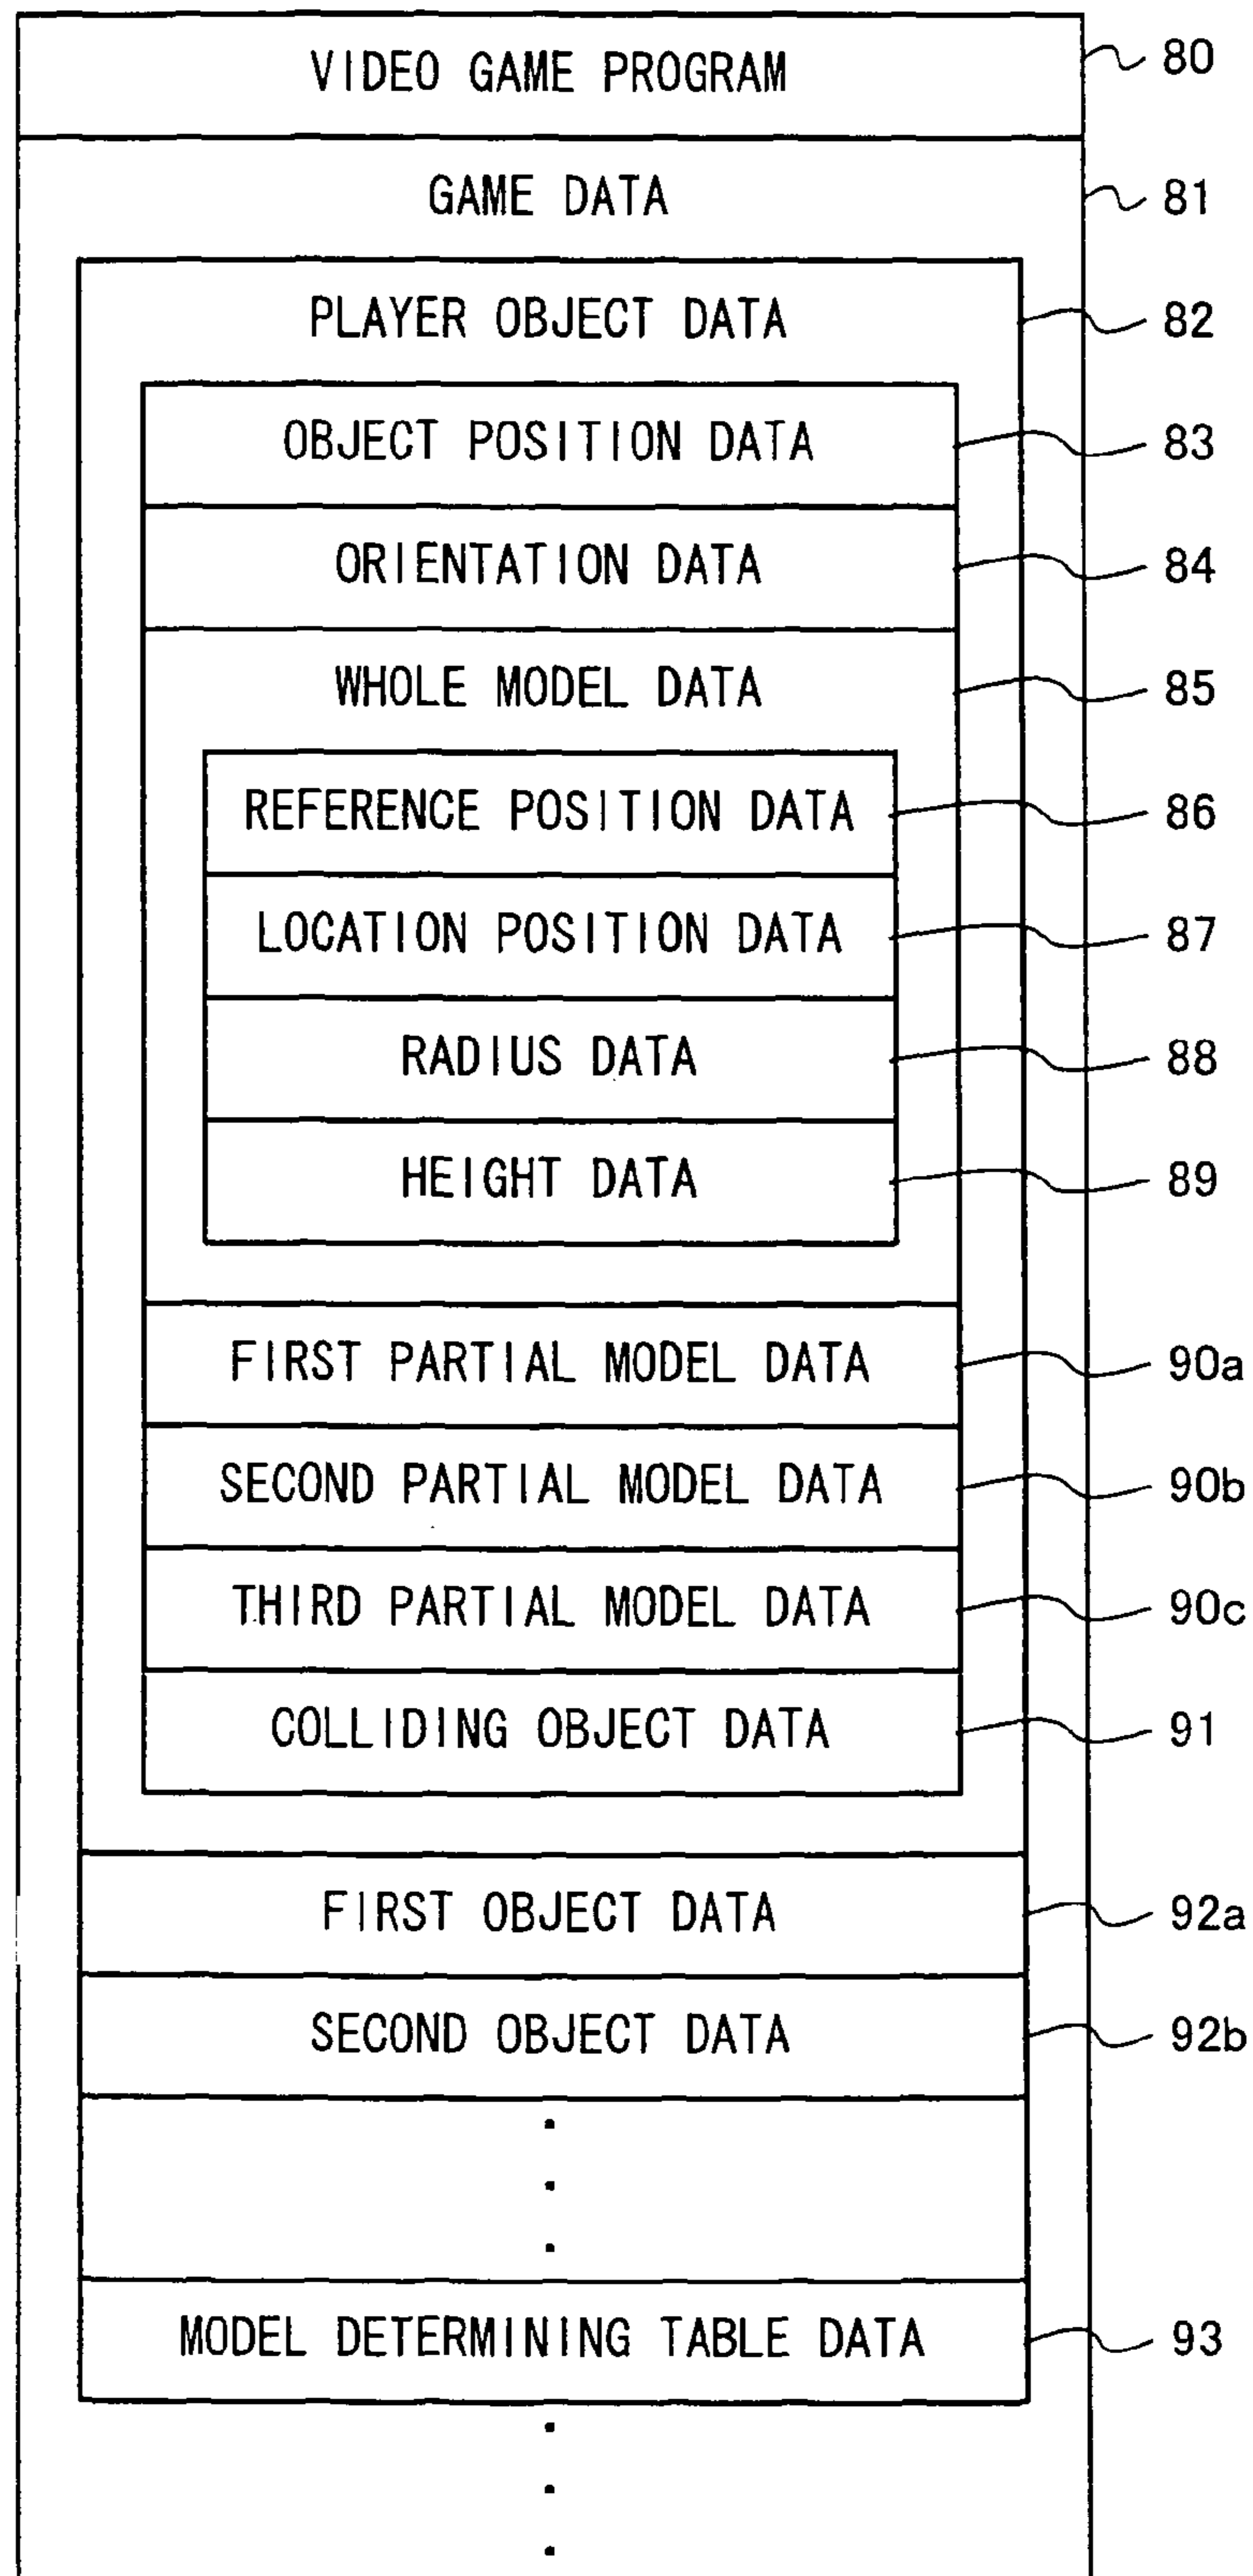 VIDEO GAME PROGRAM 80
GAME DATA 81
PLAYER OBJECT DATA 82
OBJECT POSITION DATA 83
ORIENTATION DATA 84
WHOLE MODEL DATA 85
REFERENCE POSITION DATA 86
LOCATION POSITION DATA 87
RADIUS DATA 88
HEIGHT DATA 89
FIRST PARTIAL MODEL DATA 90a
SECOND PARTIAL MODEL DATA 90b
THIRD PARTIAL MODEL DATA 90c
COLLIDING OBJECT DATA 91
FIRST OBJECT DATA 92a
SECOND OBJECT DATA 92b
MODEL DETERMINING TABLE DATA 93